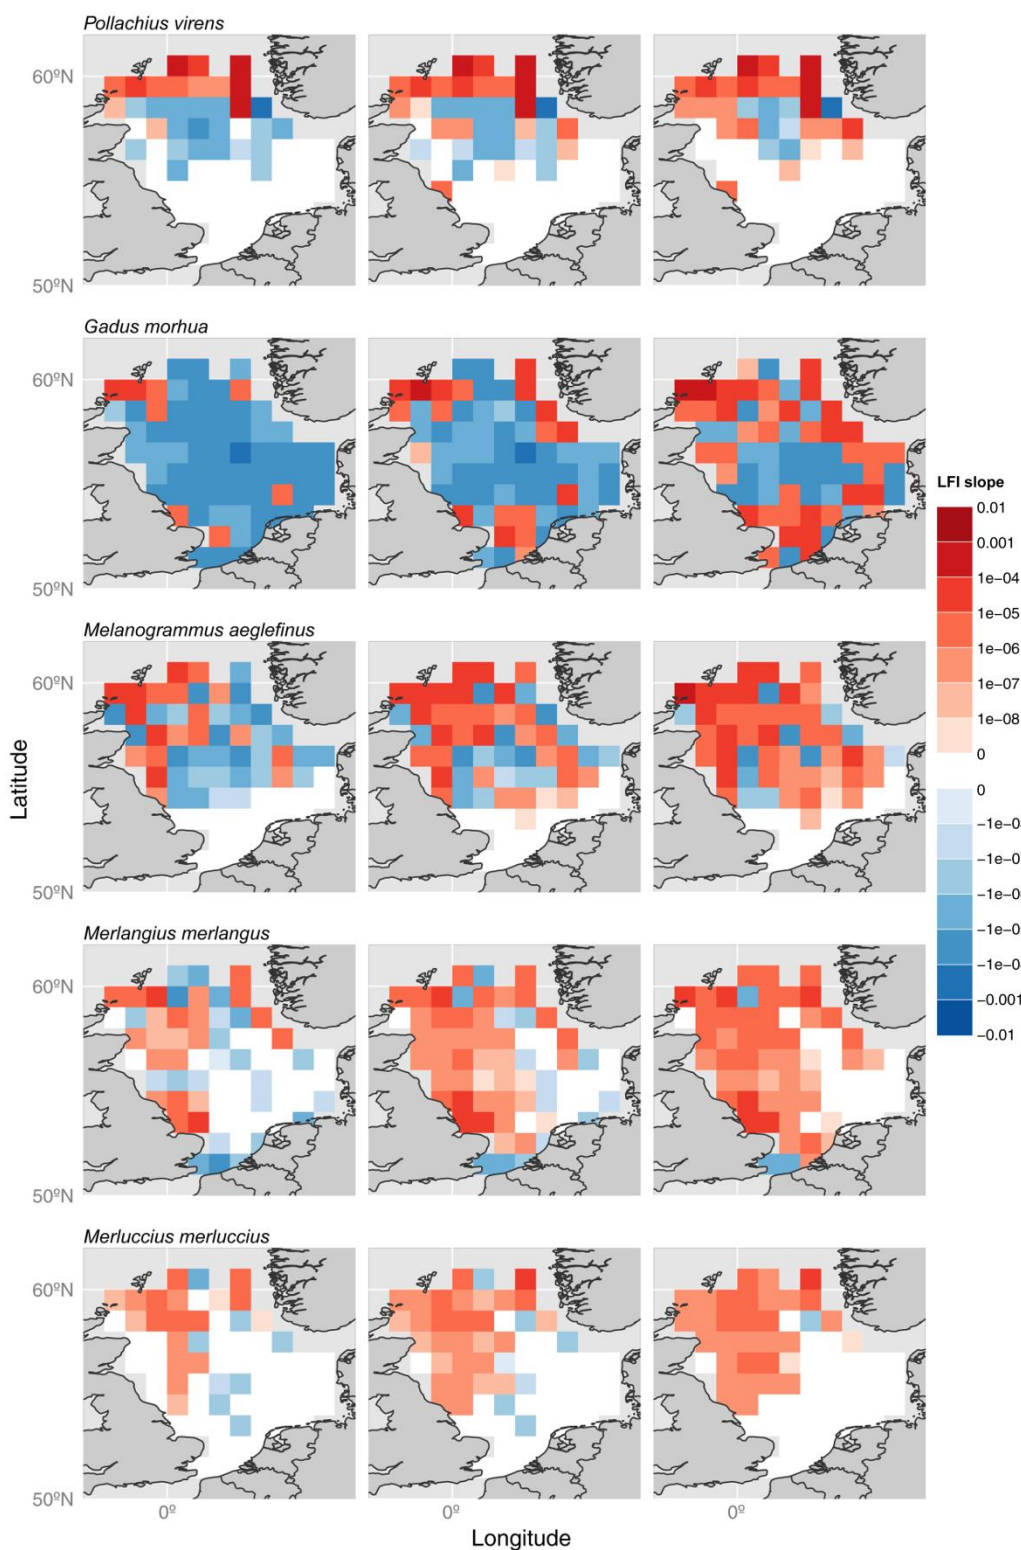 Pollachius virens
60ºN
50ºN
Gadus morhua
60ºN
50ºN
LFI slope
0.01
0.001
1e−04
1e−05
1e−06
1e−07
1e−08
0
0
−1e−0
−1e−0
−1e−0
−1e−0
−1e−0
−0.001
−0.01
Melanogrammus aeglefinus
60ºN
50ºN
Latitude
Merlangius merlangus
60ºN
50ºN
Merluccius merluccius
60ºN
50ºN
0º
0º
0º
Longitude